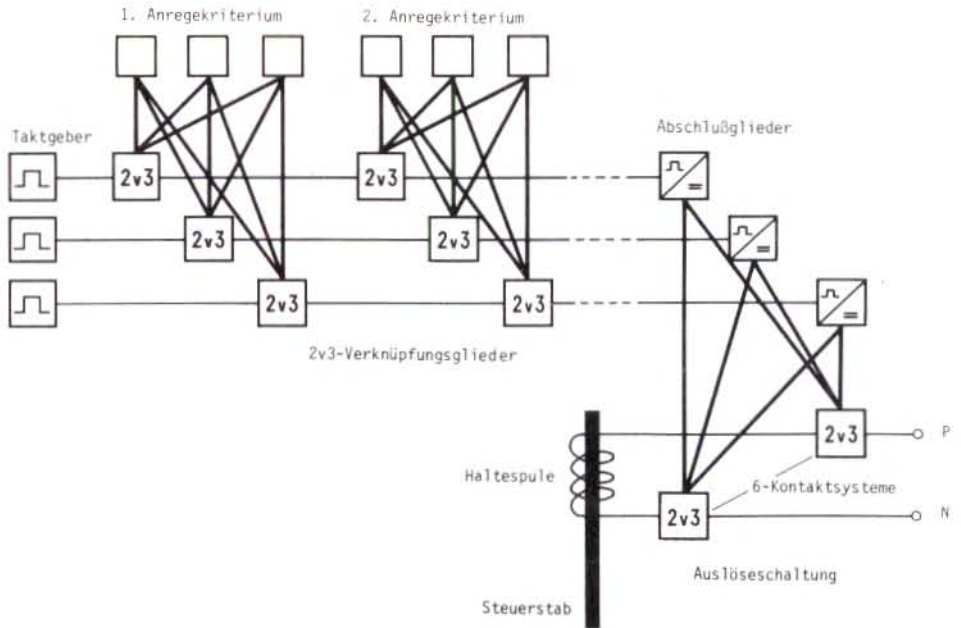 1. Anregekriterium
2. Anregekriterium
Taktgeber
Abschlußglieder
2v3
2v3
2v3
2v3
2v3
2v3
2v3-Verknüpfungsglieder
2v3
P
Haltespule
6-Kontaktsysteme
2v3
N
Auslöseschaltung
Steuerstab